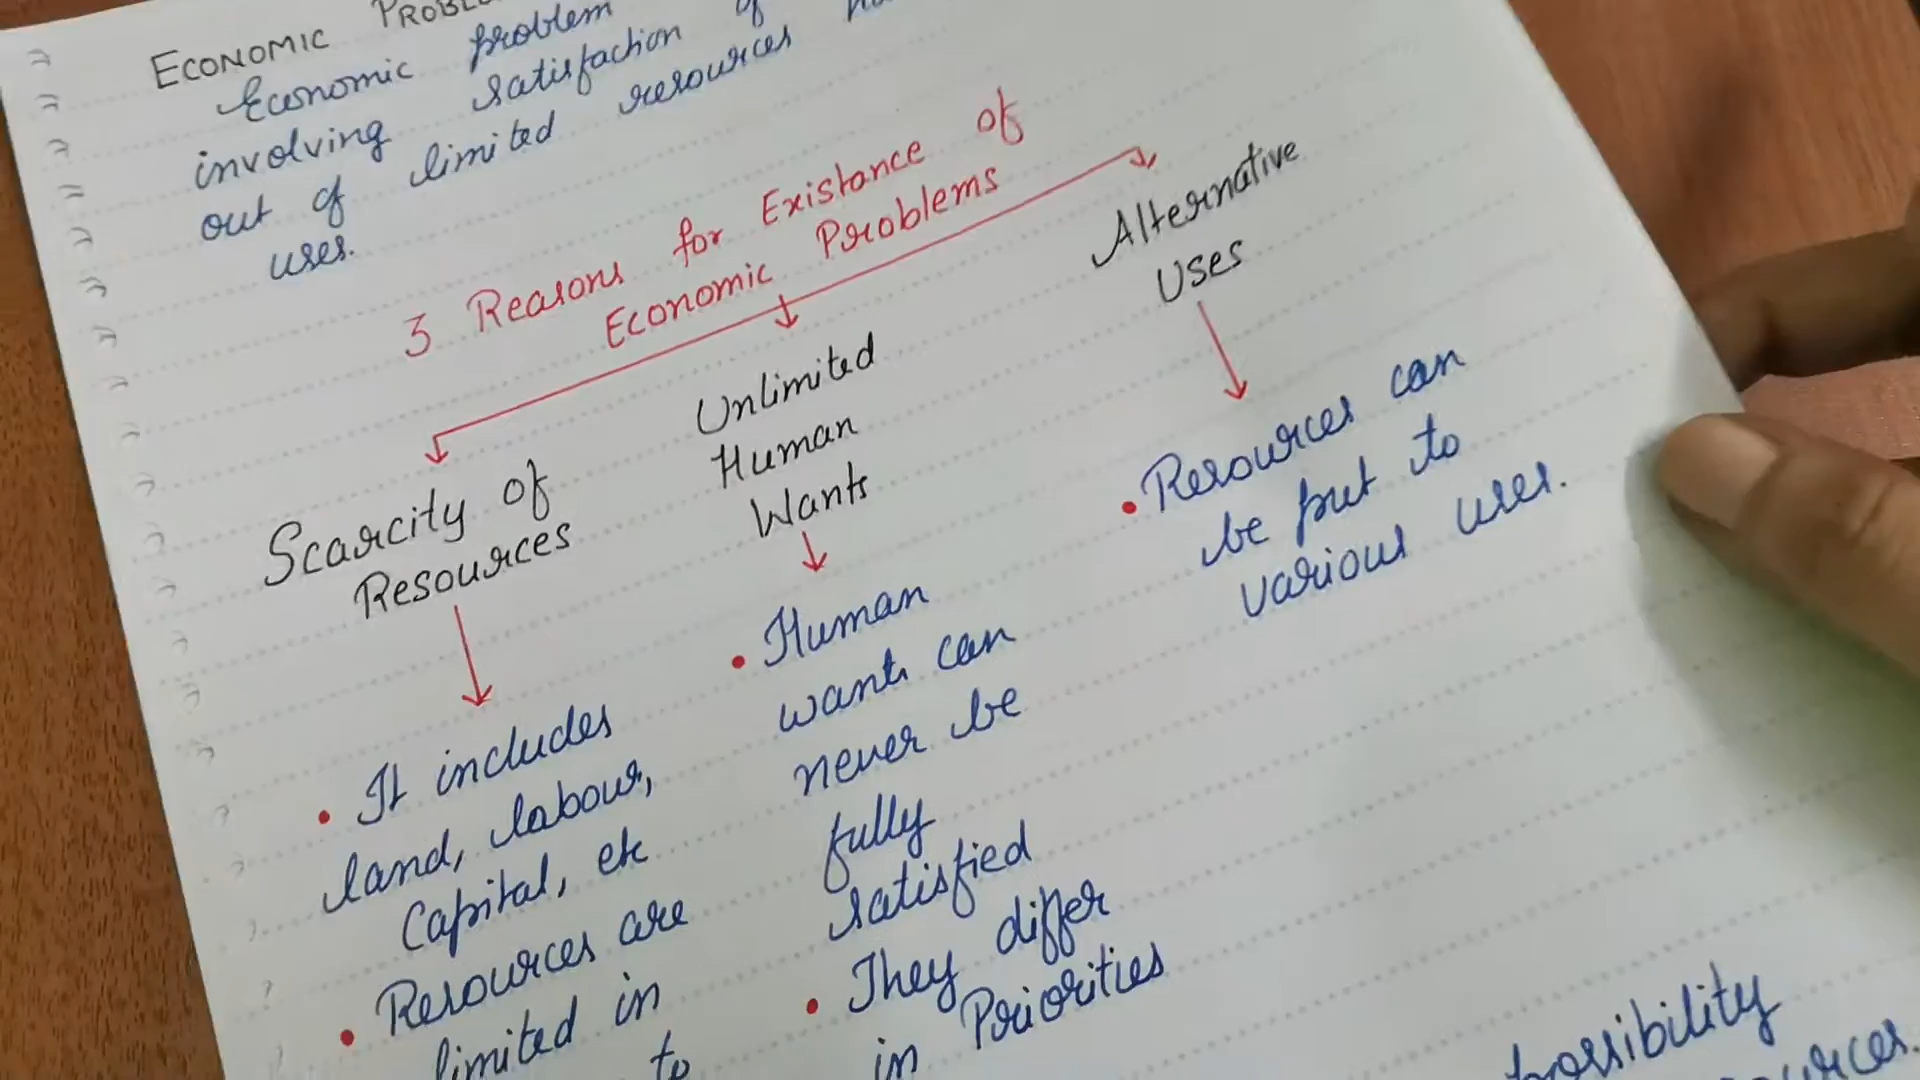 ECONOMIC
Economic problem
involving satisfaction
out of limited resources
uses.
3 Reasons for Existance of
Economic Problems
Scarcity of
Resources
• It includes
land, labour,
Capital, etc
• Resources are
limited in
to
Unlimited
Human
Wants
• Human
wants can
never be
fully
satisfied
• They differ
in Priorities
Alternative
Uses
• Resources can
be put to
various uses.
possibility